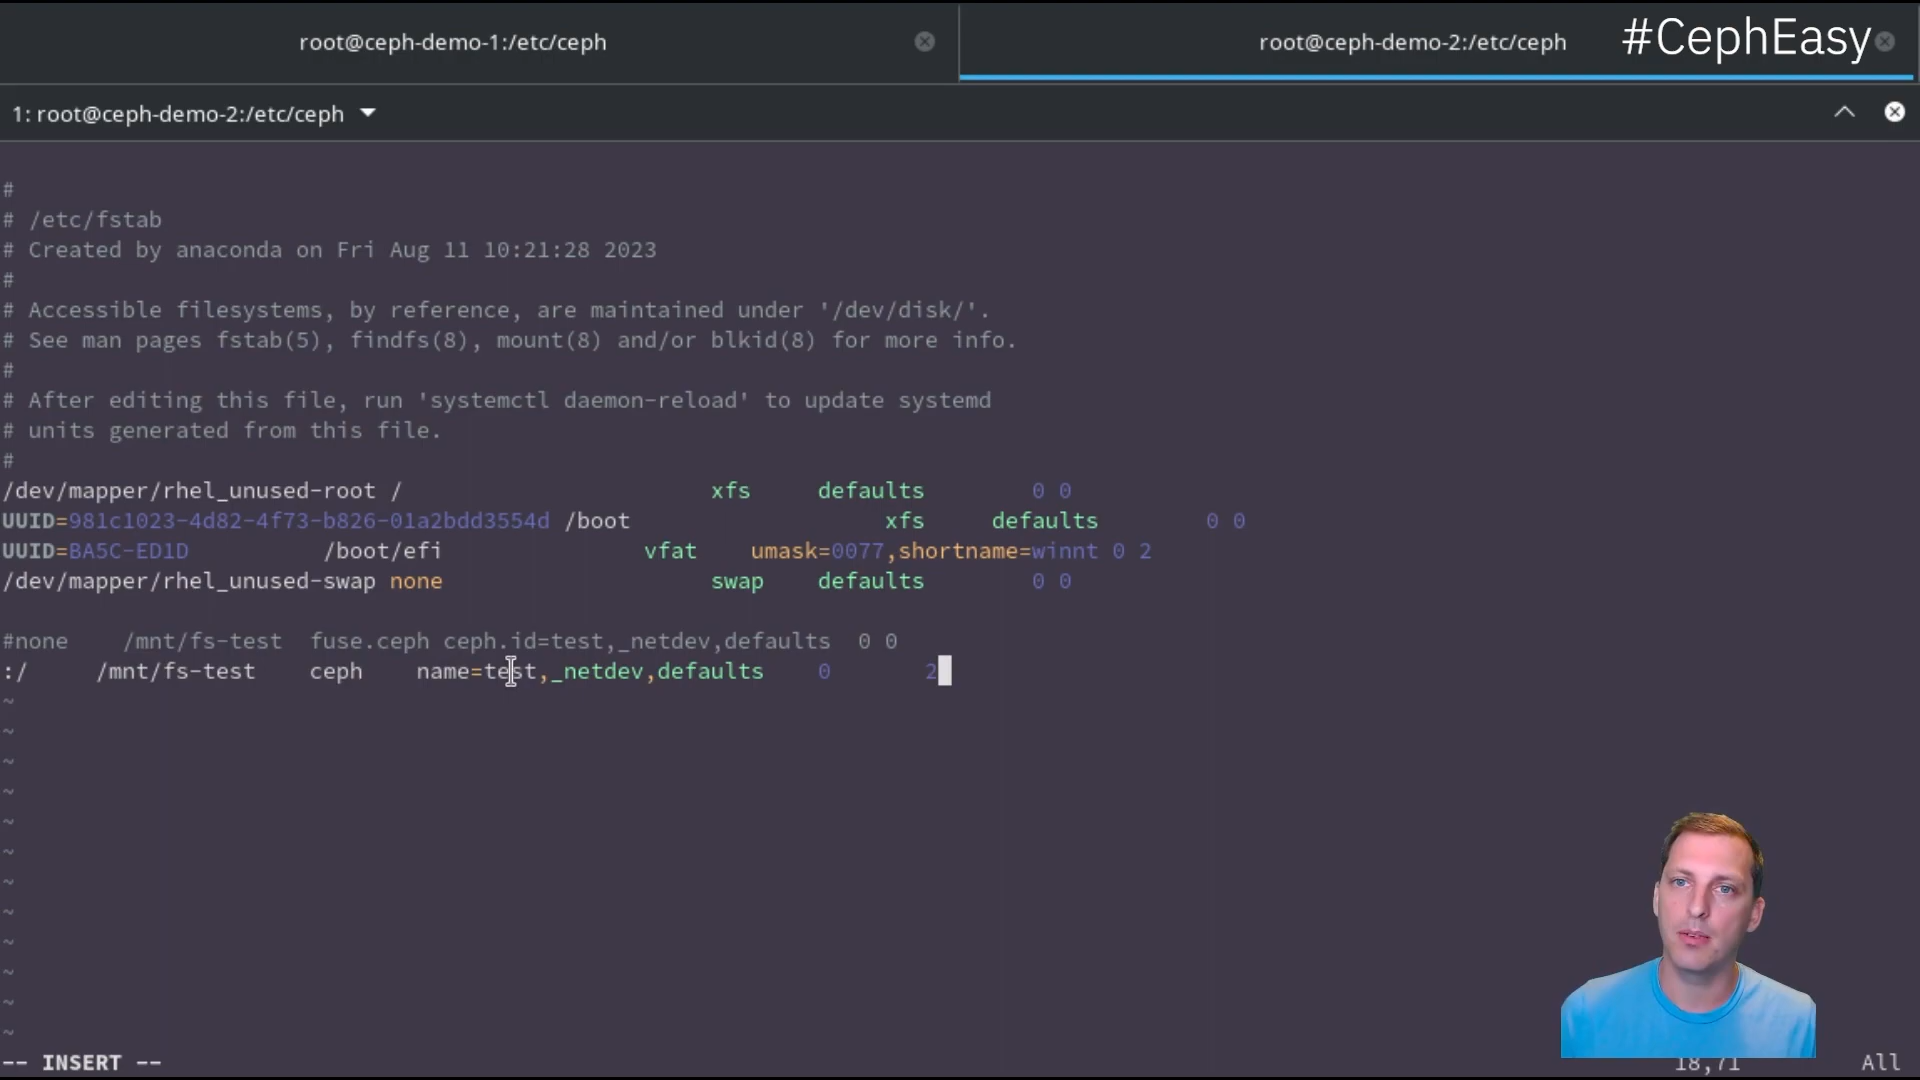 root@ceph-demo-1:/etc/ceph
root@ceph-demo-2:/etc/ceph
#CephEasy
1: root@ceph-demo-2:/etc/ceph
#
# /etc/fstab
# Created by anaconda on Fri Aug 11 10:21:28 2023
#
# Accessible filesystems, by reference, are maintained under '/dev/disk/'.
# See man pages fstab(5), findfs(8), mount(8) and/or blkid(8) for more info.
#
# After editing this file, run 'systemctl daemon-reload' to update systemd
# units generated from this file.
#
/dev/mapper/rhel_unused-root / xfs defaults 0 0
UUID=981c1023-4d82-4f73-b826-01a2bdd3554d /boot xfs defaults 0 0
UUID=BA5C-ED1D /boot/efi vfat umask=0077,shortname=winnt 0 2
/dev/mapper/rhel_unused-swap none swap defaults 0 0
#none /mnt/fs-test fuse.ceph ceph.id=test,_netdev,defaults 0 0
:/ /mnt/fs-test ceph name=test,_netdev,defaults 0 2
~
~
~
~
~
~
~
~
~
~
~
~
-- INSERT -- 18,71 All